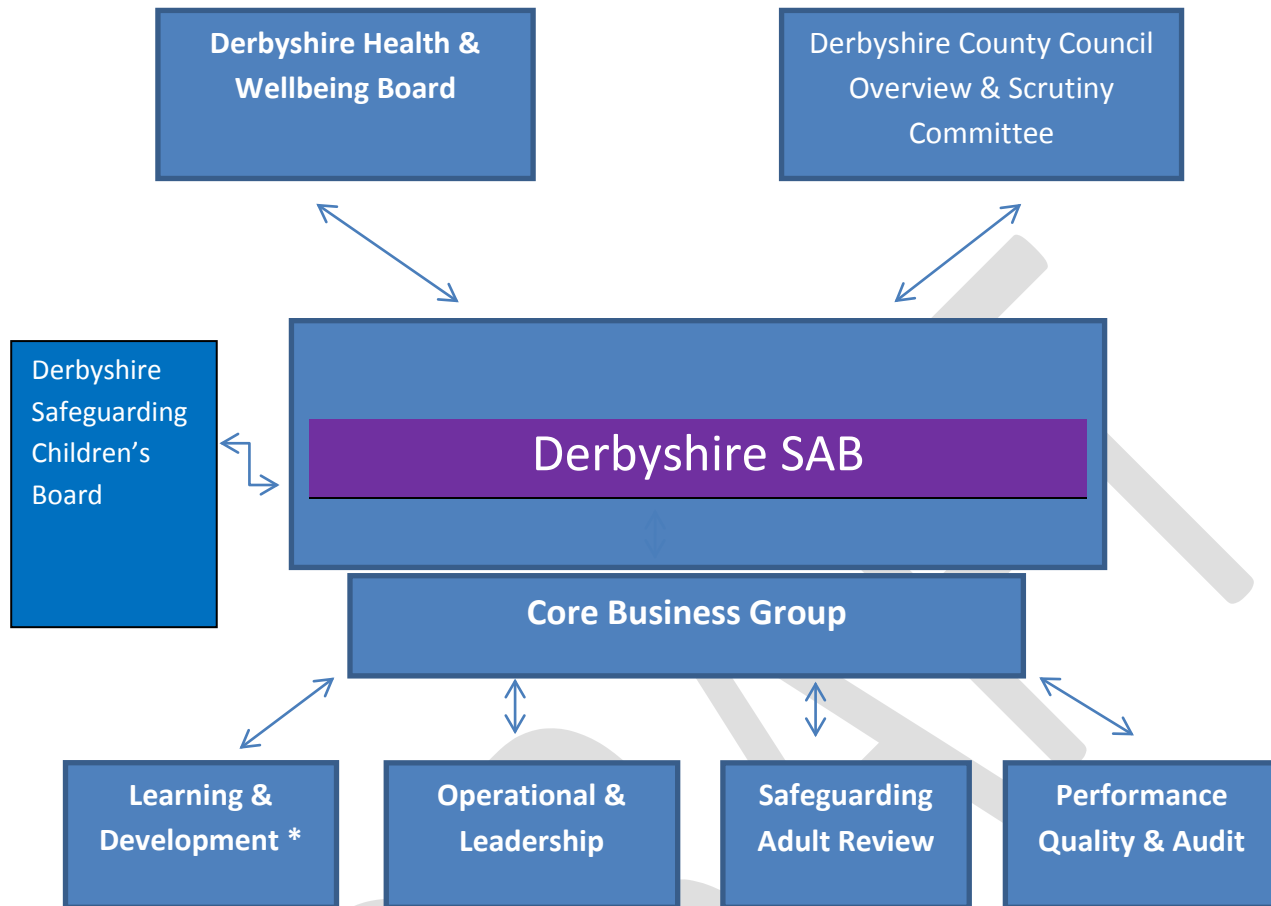 Derbyshire Health &
Wellbeing Board
Derbyshire County Council
Overview & Scrutiny
Committee
Derbyshire
Safeguarding
Children’s
Board
Derbyshire SAB
Core Business Group
Learning &
Development *
Operational &
Leadership
Safeguarding
Adult Review
Performance
Quality & Audit